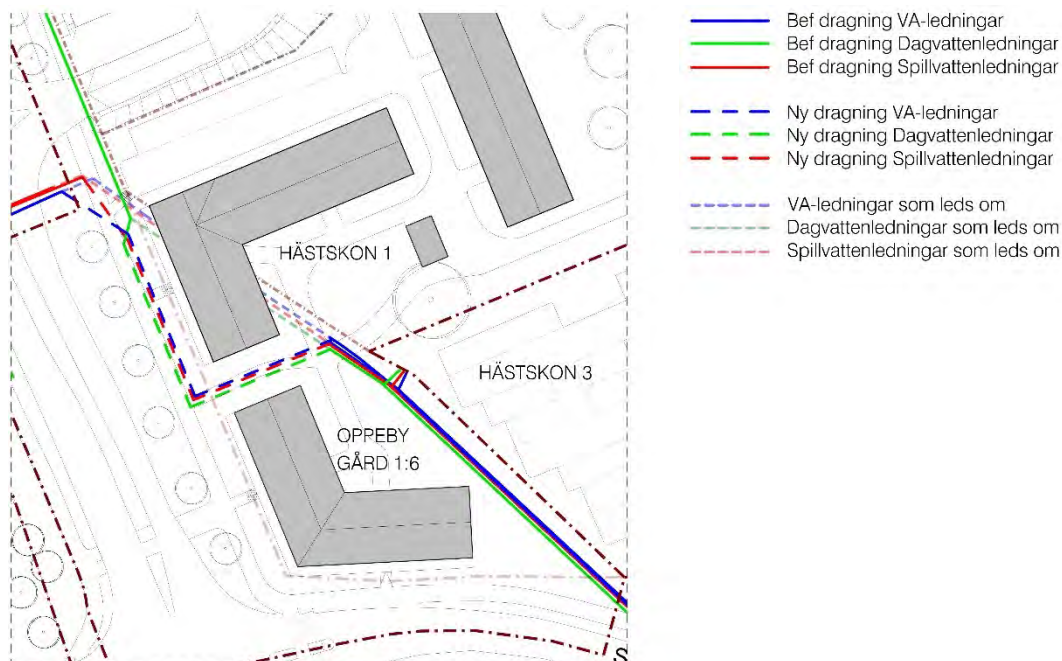 Bef dragning VA-ledningar
Bef dragning Dagvattenledningar
Bef dragning Spillvattenledningar
Ny dragning VA-ledningar
Ny dragning Dagvattenledningar
Ny dragning Spillvattenledningar
VA-ledningar som leds om
Dagvattenledningar som leds om
Spillvattenledningar som leds om
HÄSTSKON 1
HÄSTSKON 3
OPPEBY
GÅRD 1:6
S